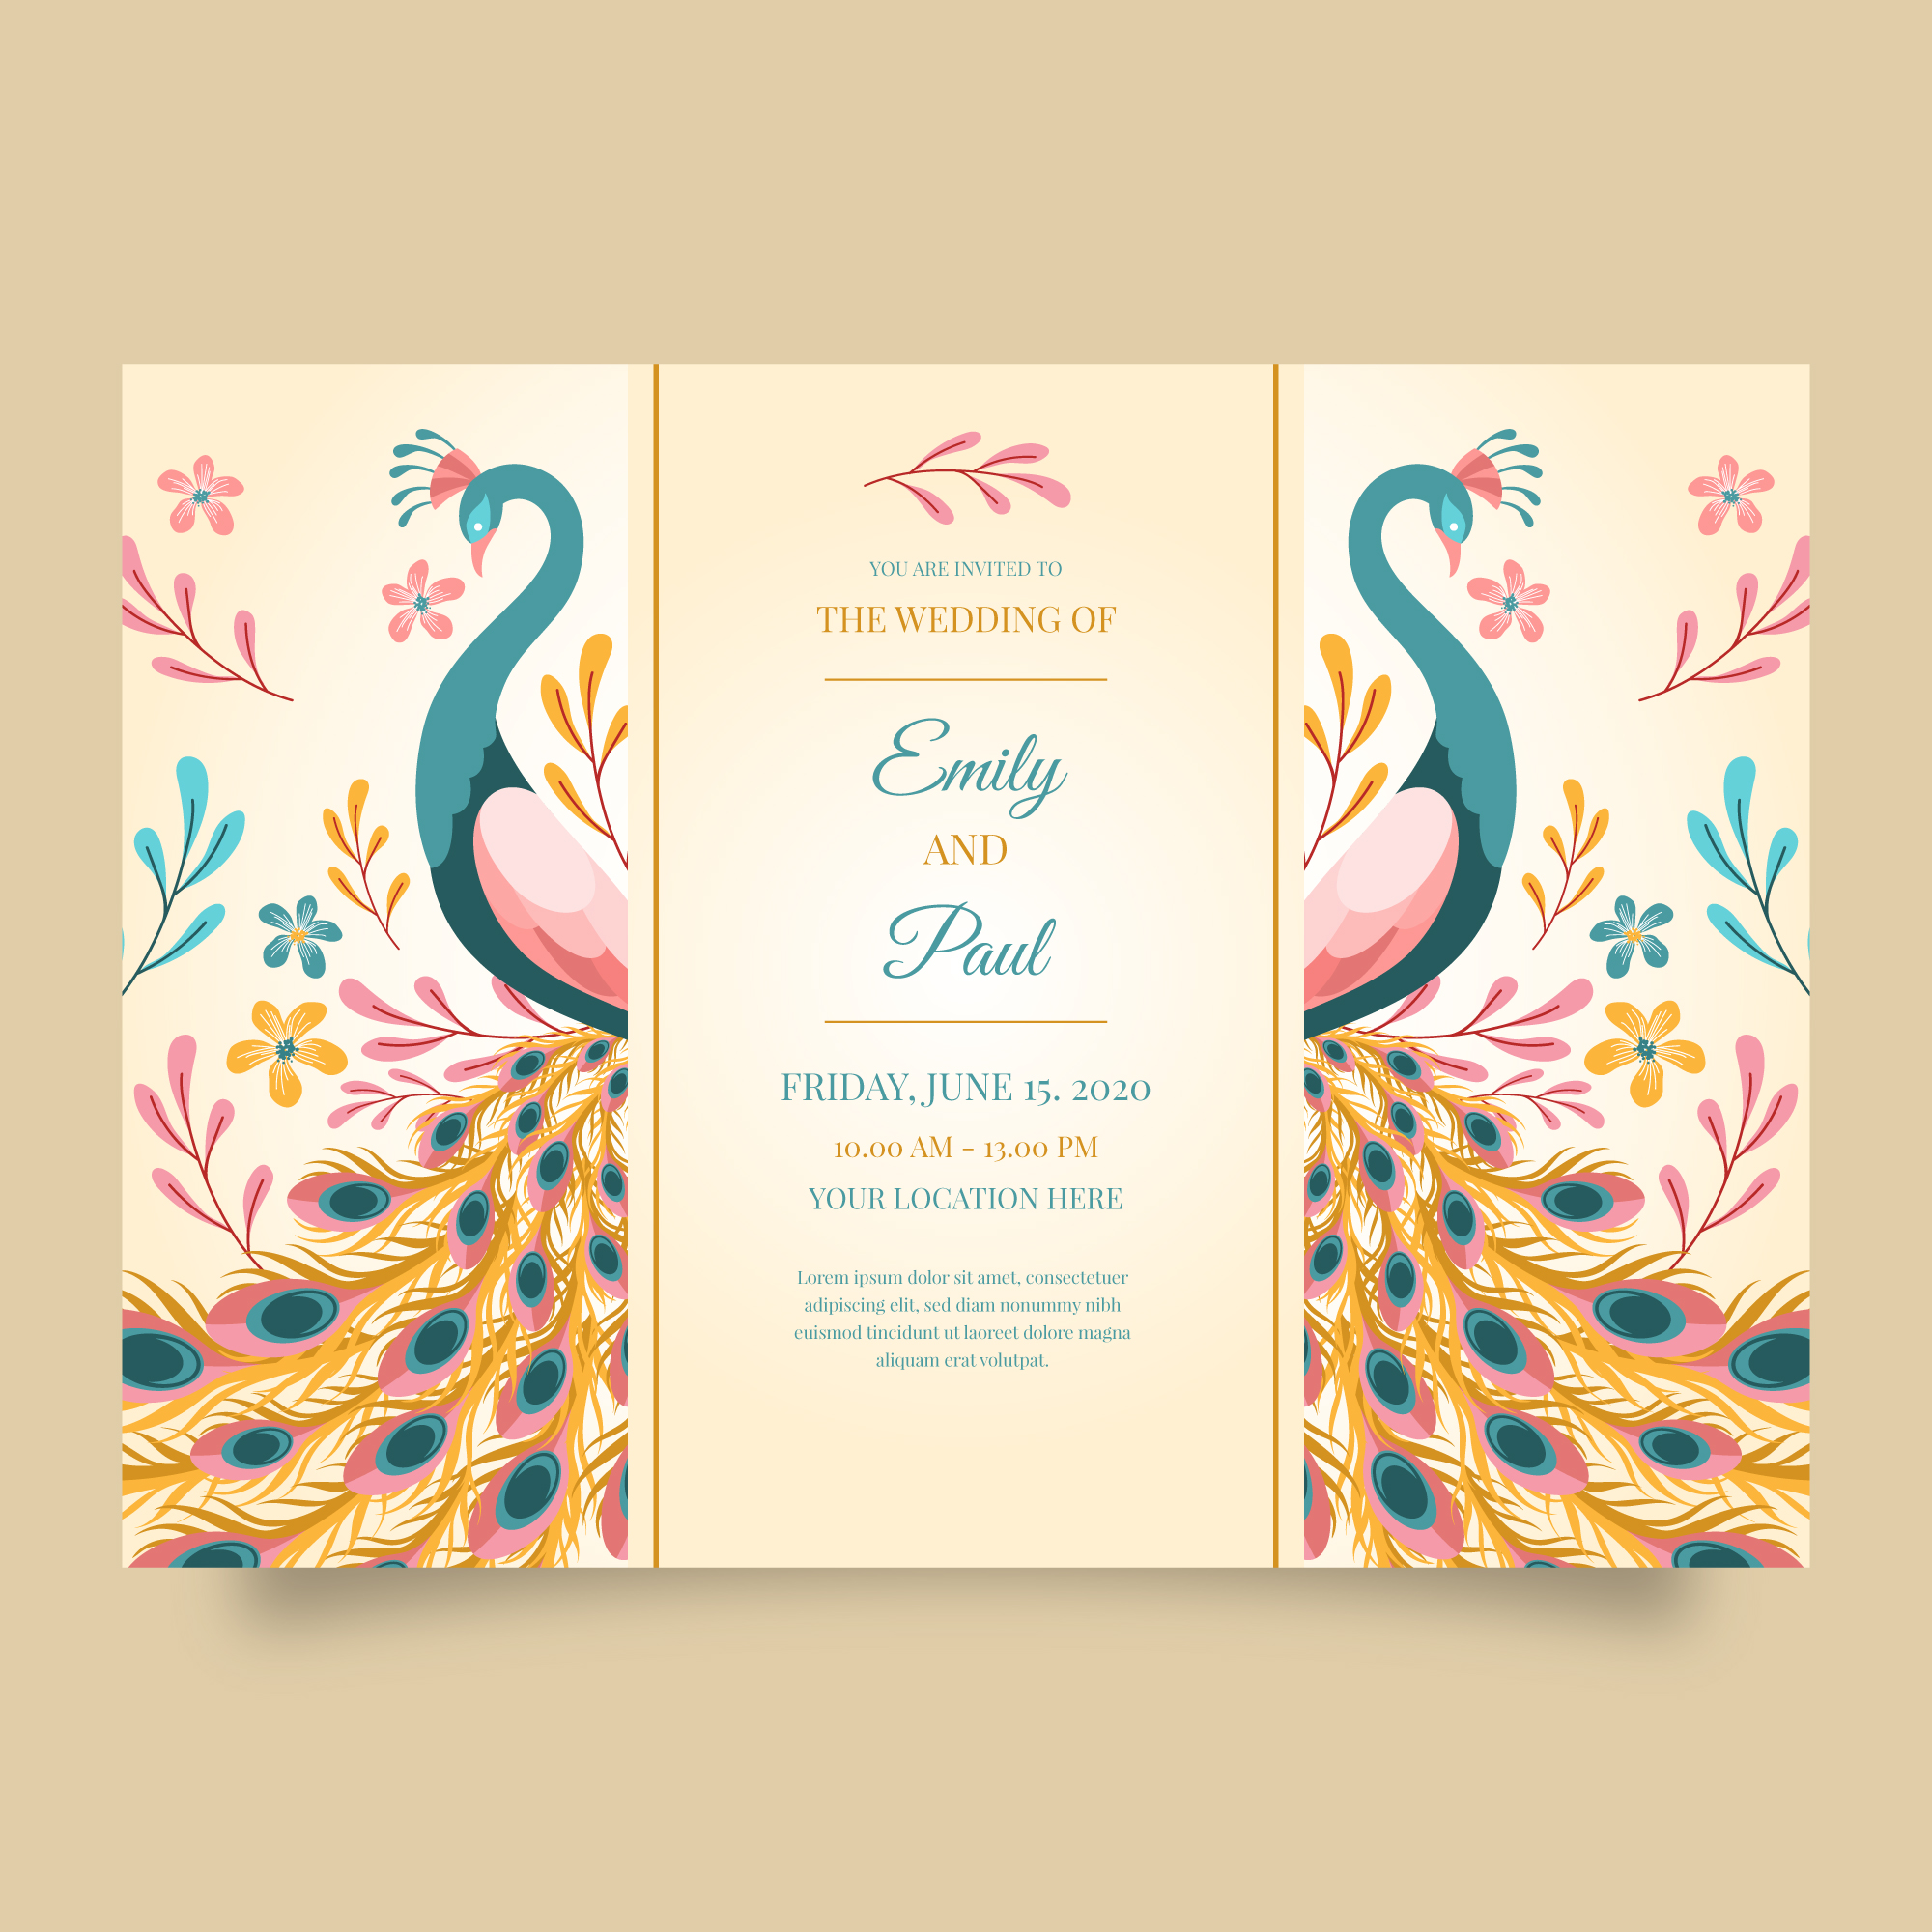 YOU ARE INVITED TO
THE WEDDING OF
Emily
AND
Paul
FRIDAY, JUNE 15. 2020
10.00 AM - 13.00 PM
YOUR LOCATION HERE
Lorem ipsum dolor sit amet, consectetuer
adipiscing elit, sed diam nonummy nibh
euismod tincidunt ut laoreet dolore magna
aliquam erat volutpat.